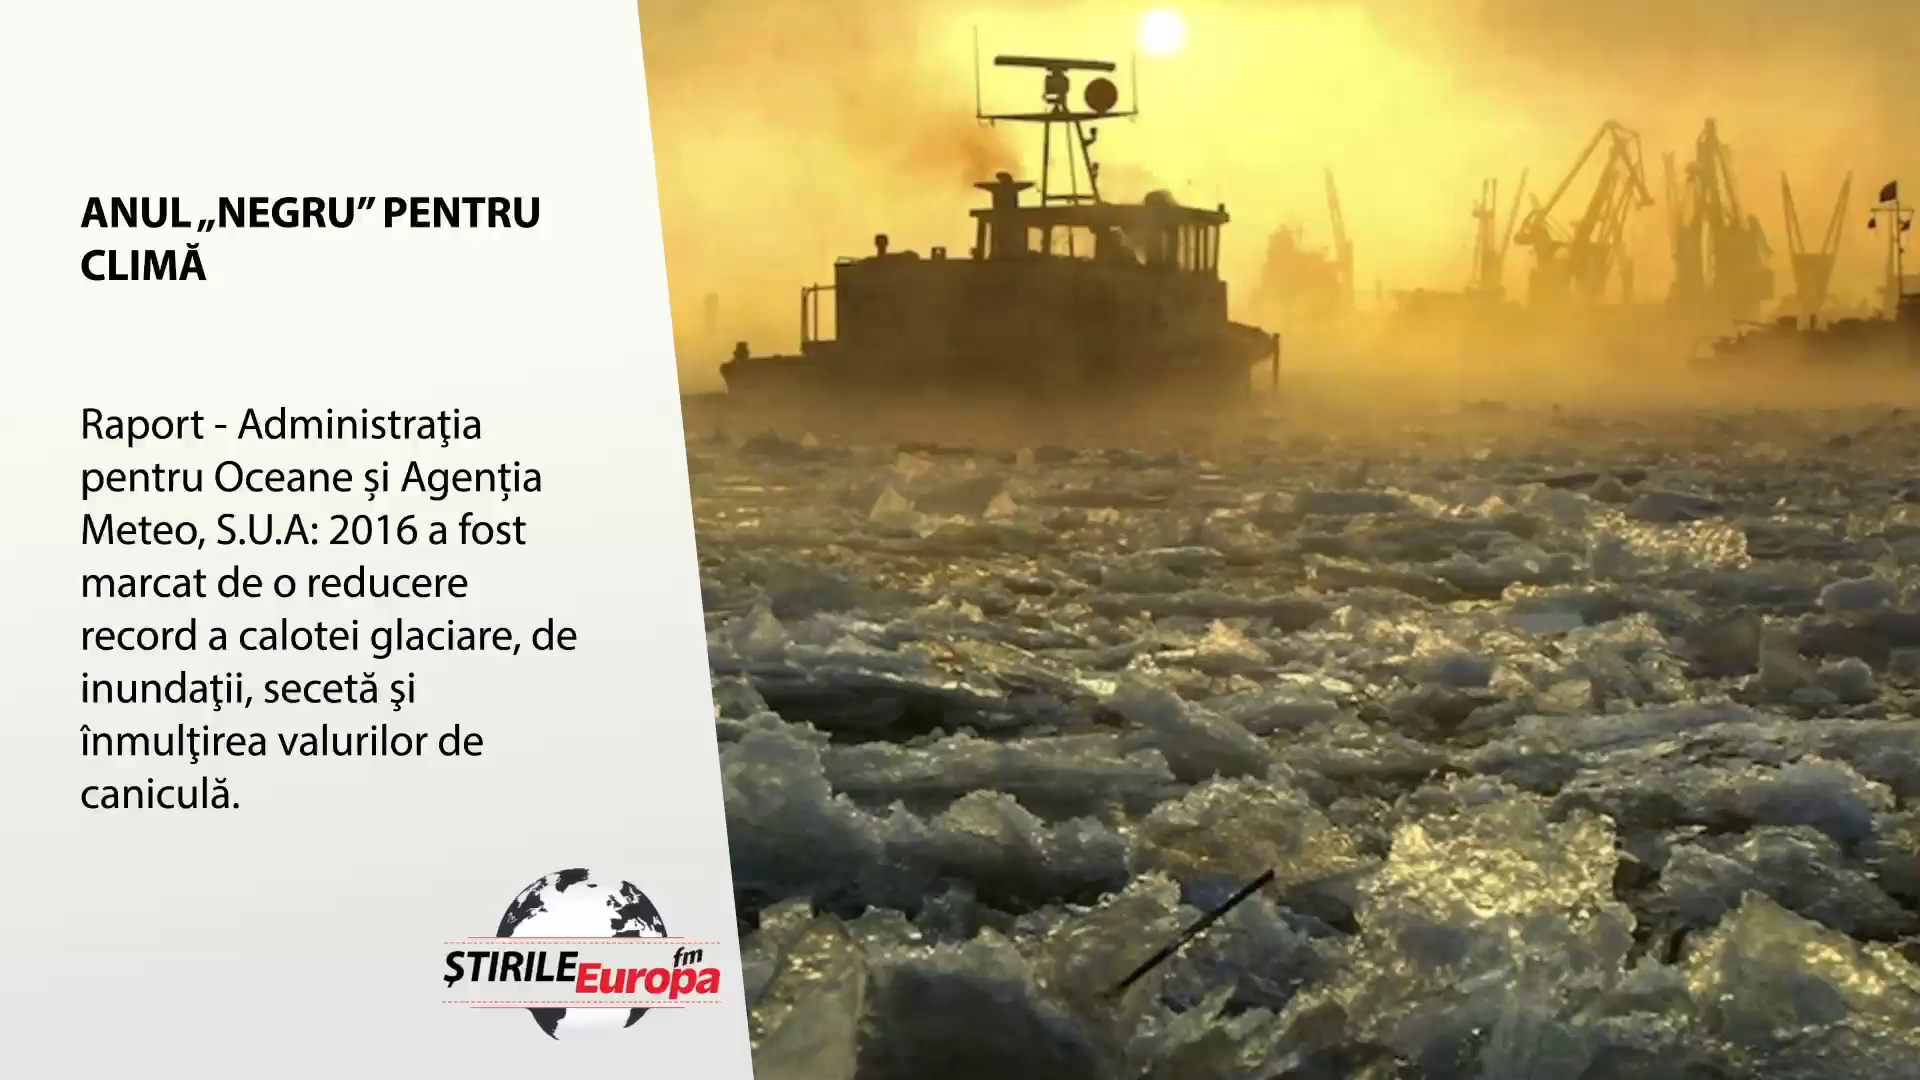 ANUL „NEGRU” PENTRU
CLIMĂ
Raport - Administraţia
pentru Oceane și Agenția
Meteo, S.U.A: 2016 a fost
marcat de o reducere
record a calotei glaciare, de
inundaţii, secetă şi
înmulţirea valurilor de
caniculă.
ȘTIRILE Europa fm